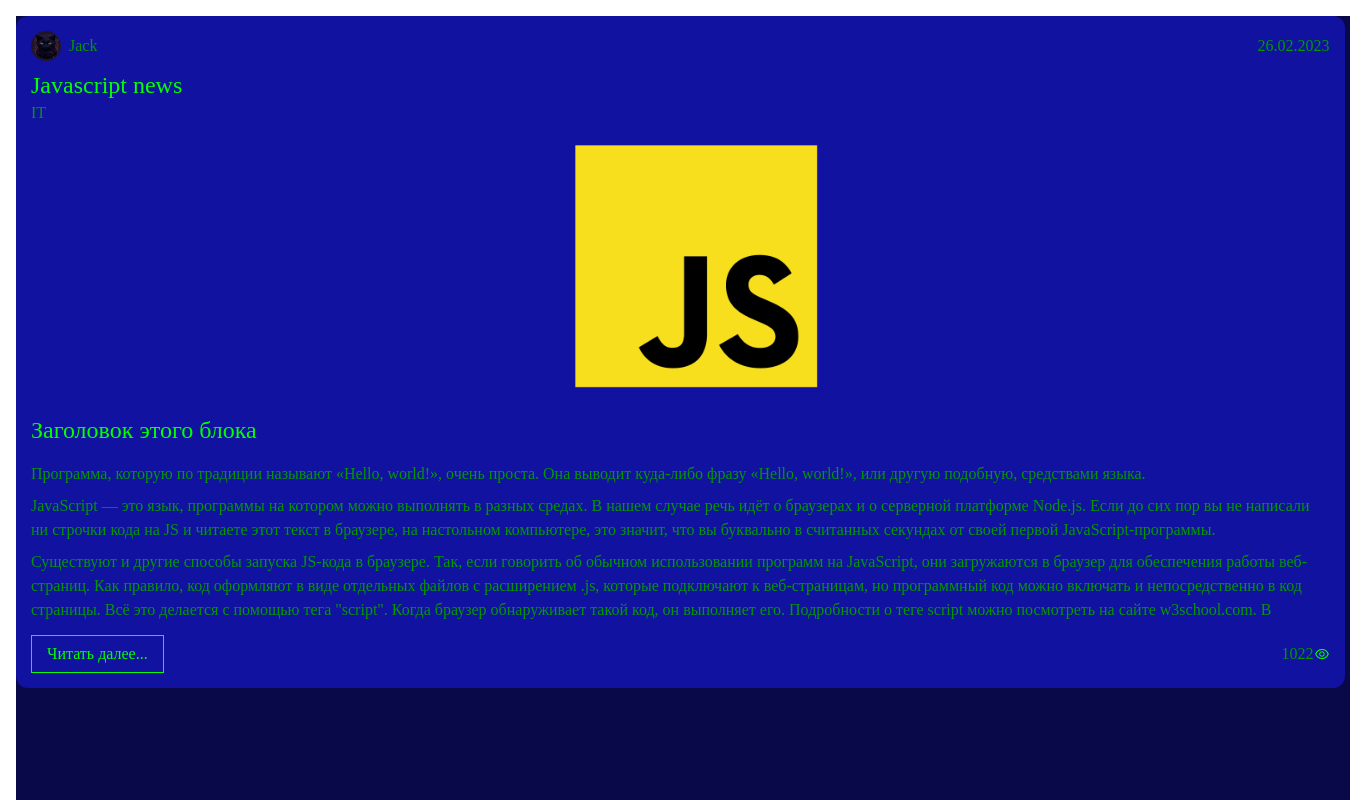 Jack
26.02.2023
Javascript news
IT
JS
Заголовок этого блока
Программа, которую по традиции называют «Hello, world!», очень проста. Она выводит куда-либо фразу «Hello, world!», или другую подобную, средствами языка.
JavaScript — это язык, программы на котором можно выполнять в разных средах. В нашем случае речь идёт о браузерах и о серверной платформе Node.js. Если до сих пор вы не написали
ни строчки кода на JS и читаете этот текст в браузере, на настольном компьютере, это значит, что вы буквально в считанных секундах от своей первой JavaScript-программы.
Существуют и другие способы запуска JS-кода в браузере. Так, если говорить об обычном использовании программ на JavaScript, они загружаются в браузер для обеспечения работы веб-
страниц. Как правило, код оформляют в виде отдельных файлов с расширением .js, которые подключают к веб-страницам, но программный код можно включать и непосредственно в код
страницы. Всё это делается с помощью тега "script". Когда браузер обнаруживает такой код, он выполняет его. Подробности о теге script можно посмотреть на сайте w3school.com. В
Читать далее...
1022